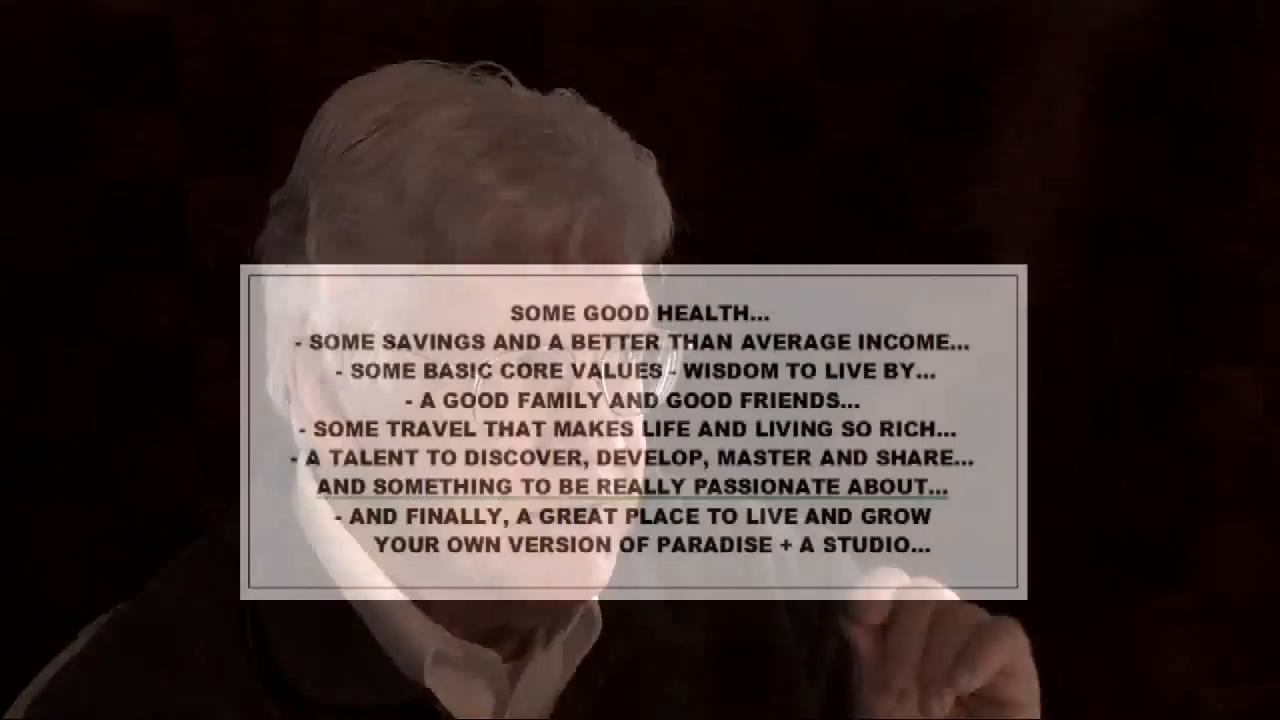 SOME GOOD HEALTH...
- SOME SAVINGS AND A BETTER THAN AVERAGE INCOME...
- SOME BASIC CORE VALUES - WISDOM TO LIVE BY...
- A GOOD FAMILY AND GOOD FRIENDS...
- SOME TRAVEL THAT MAKES LIFE AND LIVING SO RICH...
- A TALENT TO DISCOVER, DEVELOP, MASTER AND SHARE...
AND SOMETHING TO BE REALLY PASSIONATE ABOUT...
- AND FINALLY, A GREAT PLACE TO LIVE AND GROW
YOUR OWN VERSION OF PARADISE + A STUDIO...